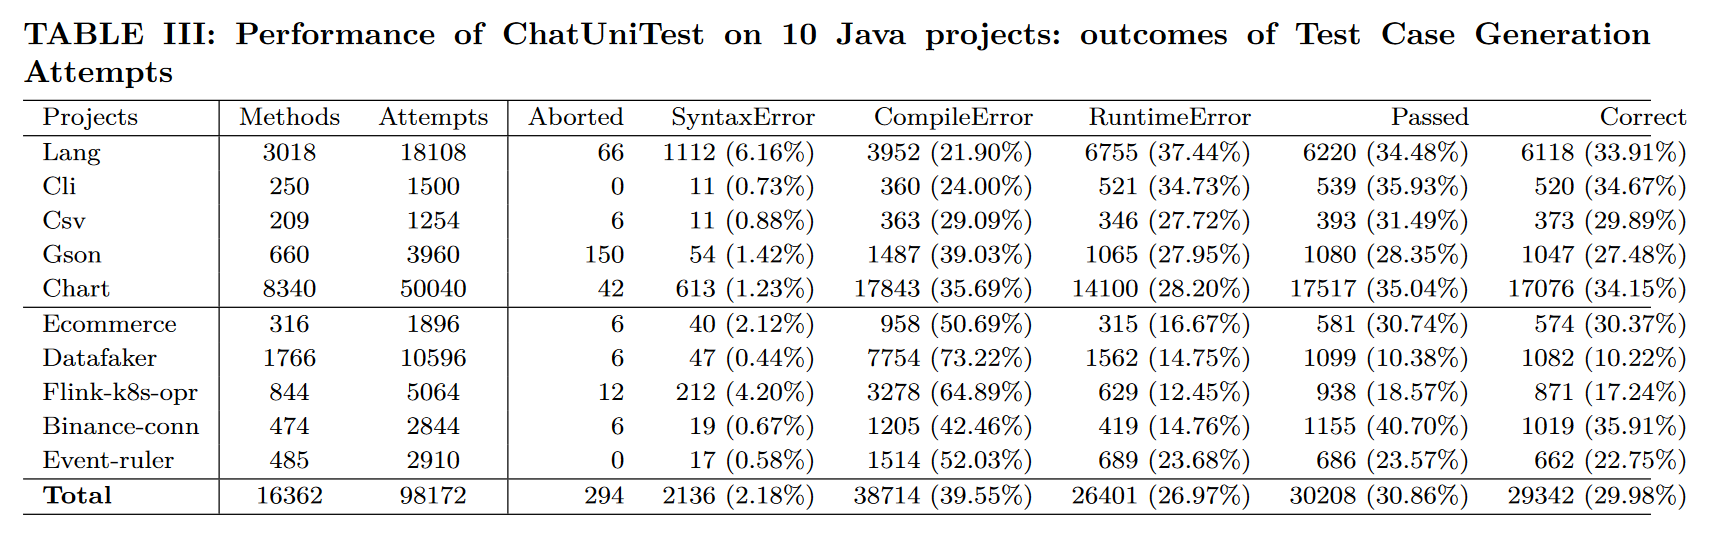 TABLE III: Performance of ChatUniTest on 10 Java projects: outcomes of Test Case Generation
Attempts
Projects Methods Attempts Aborted SyntaxError CompileError RuntimeError Passed Correct
Lang 3018 18108 66 1112 (6.16%) 3952 (21.90%) 6755 (37.44%) 6220 (34.48%) 6118 (33.91%)
Cli 250 1500 0 11 (0.73%) 360 (24.00%) 521 (34.73%) 539 (35.93%) 520 (34.67%)
Csv 209 1254 6 11 (0.88%) 363 (29.09%) 346 (27.72%) 393 (31.49%) 373 (29.89%)
Gson 660 3960 150 54 (1.42%) 1487 (39.03%) 1065 (27.95%) 1080 (28.35%) 1047 (27.48%)
Chart 8340 50040 42 613 (1.23%) 17843 (35.69%) 14100 (28.20%) 17517 (35.04%) 17076 (34.15%)
Ecommerce 316 1896 6 40 (2.12%) 958 (50.69%) 315 (16.67%) 581 (30.74%) 574 (30.37%)
Datafaker 1766 10596 6 47 (0.44%) 7754 (73.22%) 1562 (14.75%) 1099 (10.38%) 1082 (10.22%)
Flink-k8s-opr 844 5064 12 212 (4.20%) 3278 (64.89%) 629 (12.45%) 938 (18.57%) 871 (17.24%)
Binance-conn 474 2844 6 19 (0.67%) 1205 (42.46%) 419 (14.76%) 1155 (40.70%) 1019 (35.91%)
Event-ruler 485 2910 0 17 (0.58%) 1514 (52.03%) 689 (23.68%) 686 (23.57%) 662 (22.75%)
Total 16362 98172 294 2136 (2.18%) 38714 (39.55%) 26401 (26.97%) 30208 (30.86%) 29342 (29.98%)